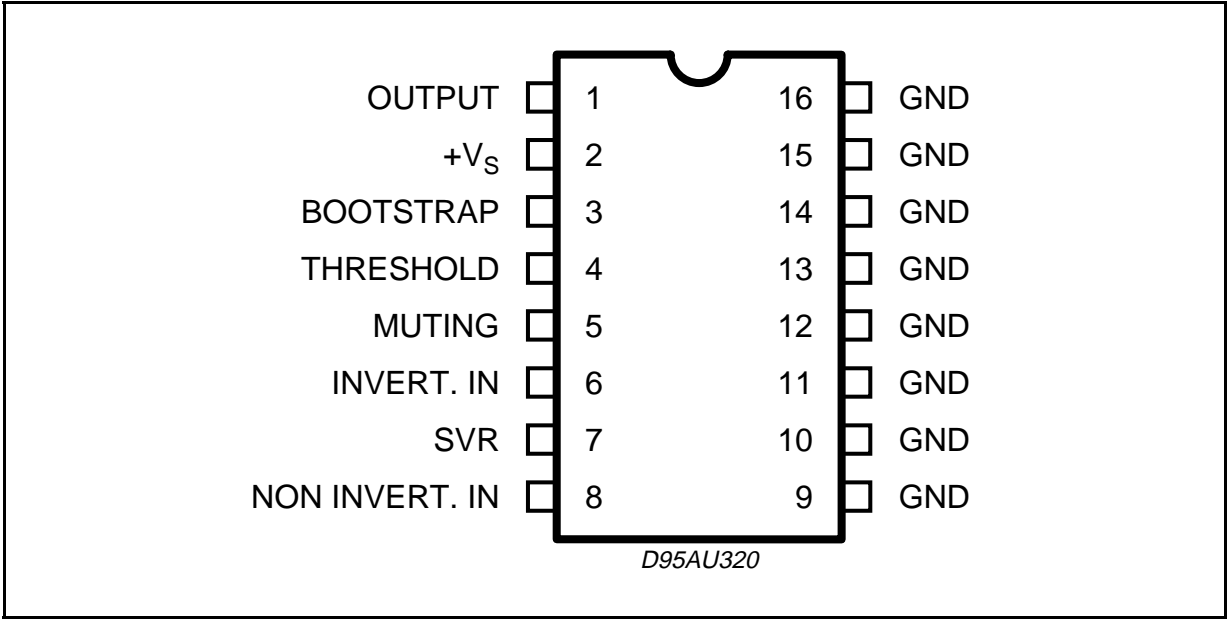 OUTPUT 1 16 GND
+VS 2 15 GND
BOOTSTRAP 3 14 GND
THRESHOLD 4 13 GND
MUTING 5 12 GND
INVERT. IN 6 11 GND
SVR 7 10 GND
NON INVERT. IN 8 9 GND
D95AU320